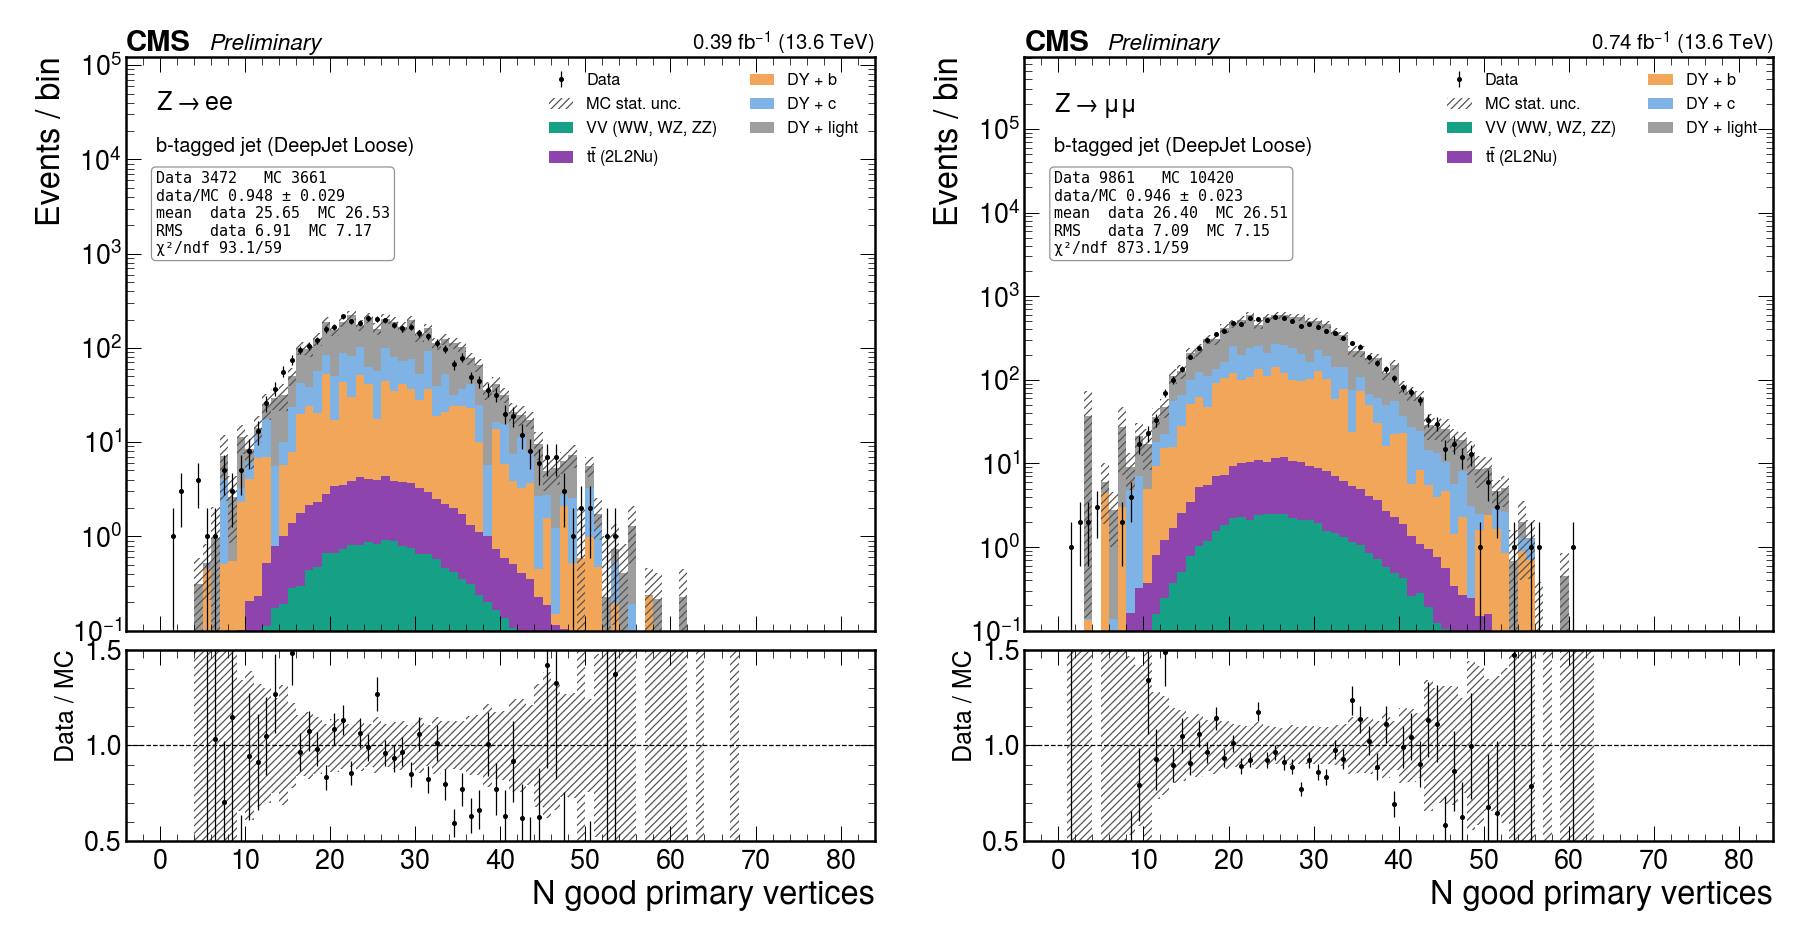 CMS Preliminary 0.39 fb⁻¹ (13.6 TeV)
Events / bin
Z → ee
b-tagged jet (DeepJet Loose)
Data 3472 MC 3661
data/MC 0.948 ± 0.029
mean data 25.65 MC 26.53
RMS data 6.91 MC 7.17
χ²/ndf 93.1/59
Data
MC stat. unc.
VV (WW, WZ, ZZ)
tt̄ (2L2Nu)
DY + b
DY + c
DY + light
10⁵
10⁴
10³
10²
10¹
10⁰
10⁻¹
Data / MC
1.5
1.0
0.5
0 10 20 30 40 50 60 70 80
N good primary vertices
CMS Preliminary 0.74 fb⁻¹ (13.6 TeV)
Events / bin
Z → μμ
b-tagged jet (DeepJet Loose)
Data 9861 MC 10420
data/MC 0.946 ± 0.023
mean data 26.40 MC 26.51
RMS data 7.09 MC 7.15
χ²/ndf 873.1/59
Data
MC stat. unc.
VV (WW, WZ, ZZ)
tt̄ (2L2Nu)
DY + b
DY + c
DY + light
10⁵
10⁴
10³
10²
10¹
10⁰
10⁻¹
Data / MC
1.5
1.0
0.5
0 10 20 30 40 50 60 70 80
N good primary vertices